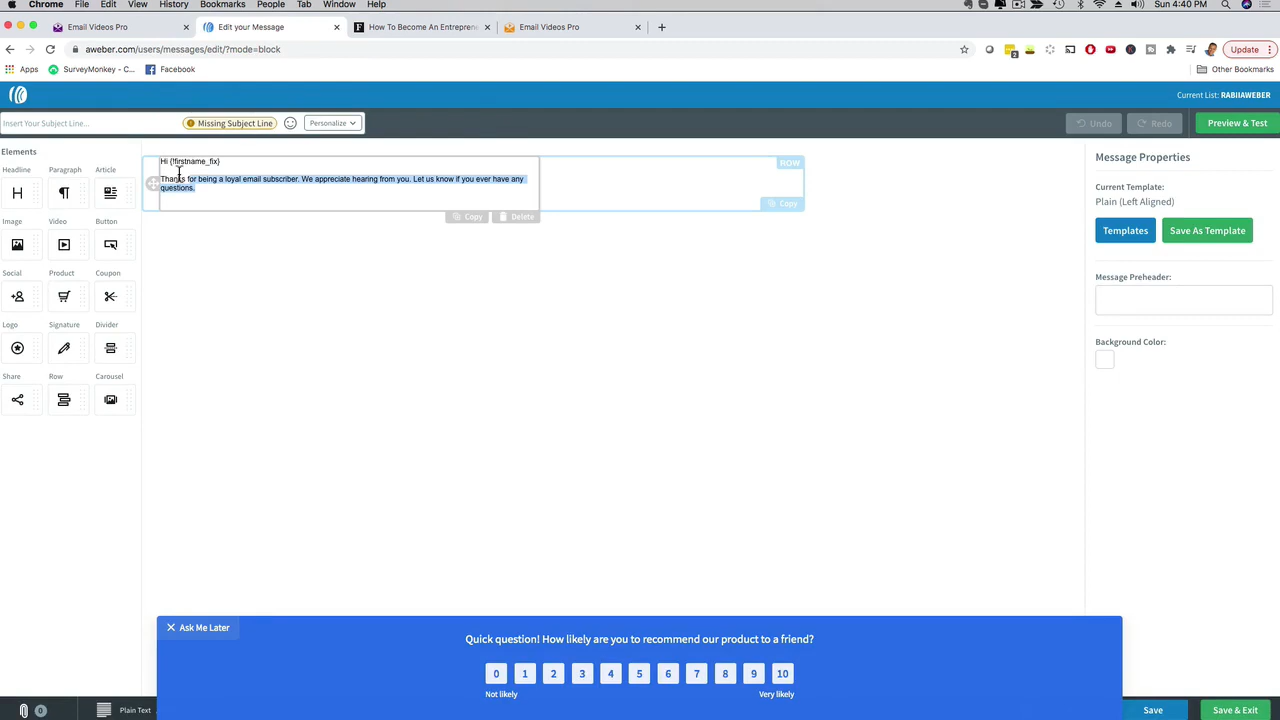 Chrome File Edit View History Bookmarks People Tab Window Help
Sun 4:40 PM
Email Videos Pro
Edit your Message
How To Become An Entreprene
Email Videos Pro
aweber.com/users/messages/edit/?mode=block
2
Update
Apps
SurveyMonkey - C...
Facebook
Other Bookmarks
Current List: RABIIAWEBER
Insert Your Subject Line...
Missing Subject Line
Personalize
Undo
Redo
Preview & Test
Elements
Headline Paragraph Article
H
Image Video Button
Social Product Coupon
Logo Signature Divider
Share Row Carousel
Hi {!firstname_fix}
Thanks for being a loyal email subscriber. We appreciate hearing from you. Let us know if you ever have any
questions.
ROW
Copy
Copy
Delete
Message Properties
Current Template:
Plain (Left Aligned)
Templates
Save As Template
Message Preheader:
Background Color:
Ask Me Later
Quick question! How likely are you to recommend our product to a friend?
0 1 2 3 4 5 6 7 8 9 10
Not likely
Very likely
0
Plain Text
Save
Save & Exit